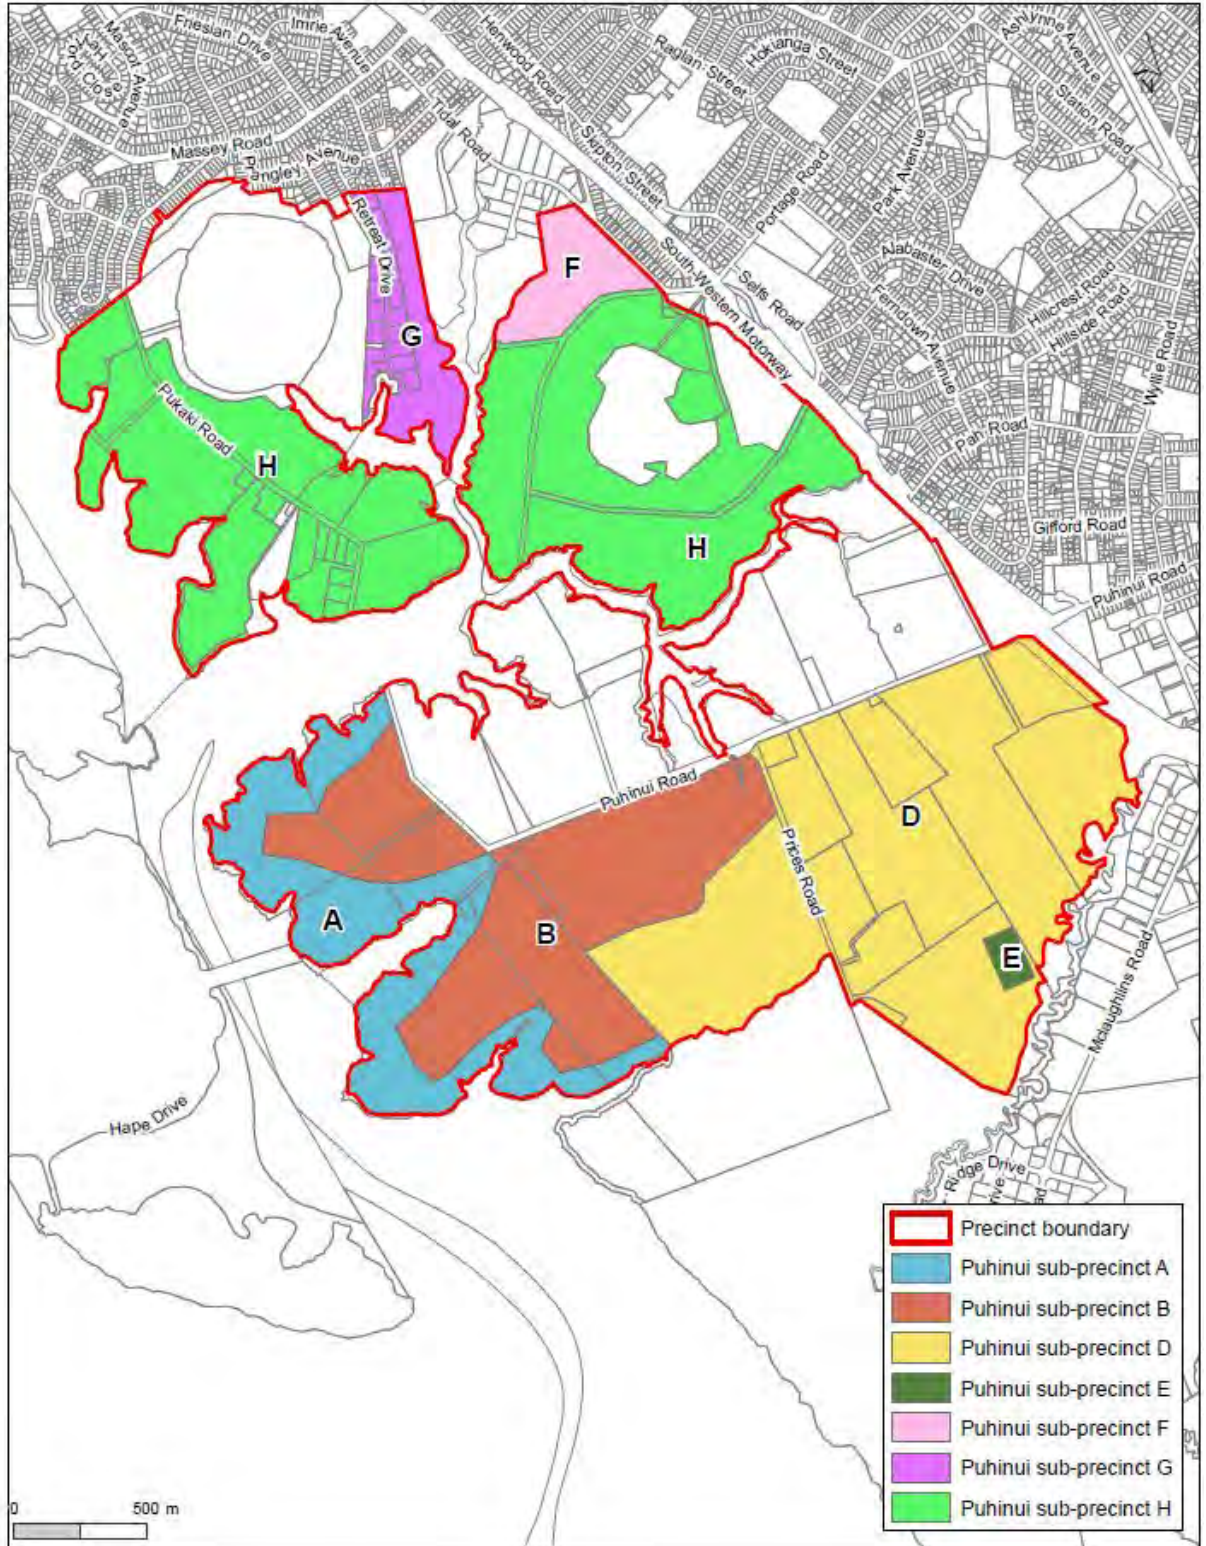 Friesian Drive
Imrie Avenue
Henwood Road
Raglan Street
Hokianga Street
Ashlynne Avenue
Station Road
Mascot Avenue
Massey Road
Tidal Road
Skipton Street
Portage Road
Park Avenue
Retreat Drive
F
South-Western Motorway
Selfs Road
Alabaster Drive
Hillcrest Road
Hillside Road
Ferndown Avenue
Wyllie Road
G
Pukaki Road
H
Pah Road
Gifford Road
H
Puhinui Road
Puhinui Road
D
Prices Road
A
B
E
Mclaughlins Road
Hape Drive
Ridge Drive
Precinct boundary
Puhinui sub-precinct A
Puhinui sub-precinct B
Puhinui sub-precinct D
Puhinui sub-precinct E
Puhinui sub-precinct F
Puhinui sub-precinct G
Puhinui sub-precinct H
0 500 m